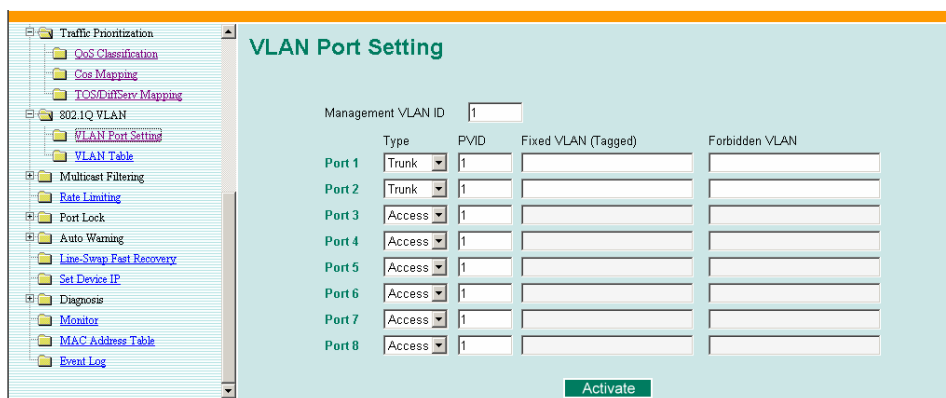 Traffic Prioritization
QoS Classification
Cos Mapping
TOS/DiffServ Mapping
802.1Q VLAN
VLAN Port Setting
VLAN Table
Multicast Filtering
Rate Limiting
Port Lock
Auto Warning
Line-Swap Fast Recovery
Set Device IP
Diagnosis
Monitor
MAC Address Table
Event Log
VLAN Port Setting
Management VLAN ID 1
Type PVID Fixed VLAN (Tagged) Forbidden VLAN
Port 1 Trunk 1
Port 2 Trunk 1
Port 3 Access 1
Port 4 Access 1
Port 5 Access 1
Port 6 Access 1
Port 7 Access 1
Port 8 Access 1
Activate